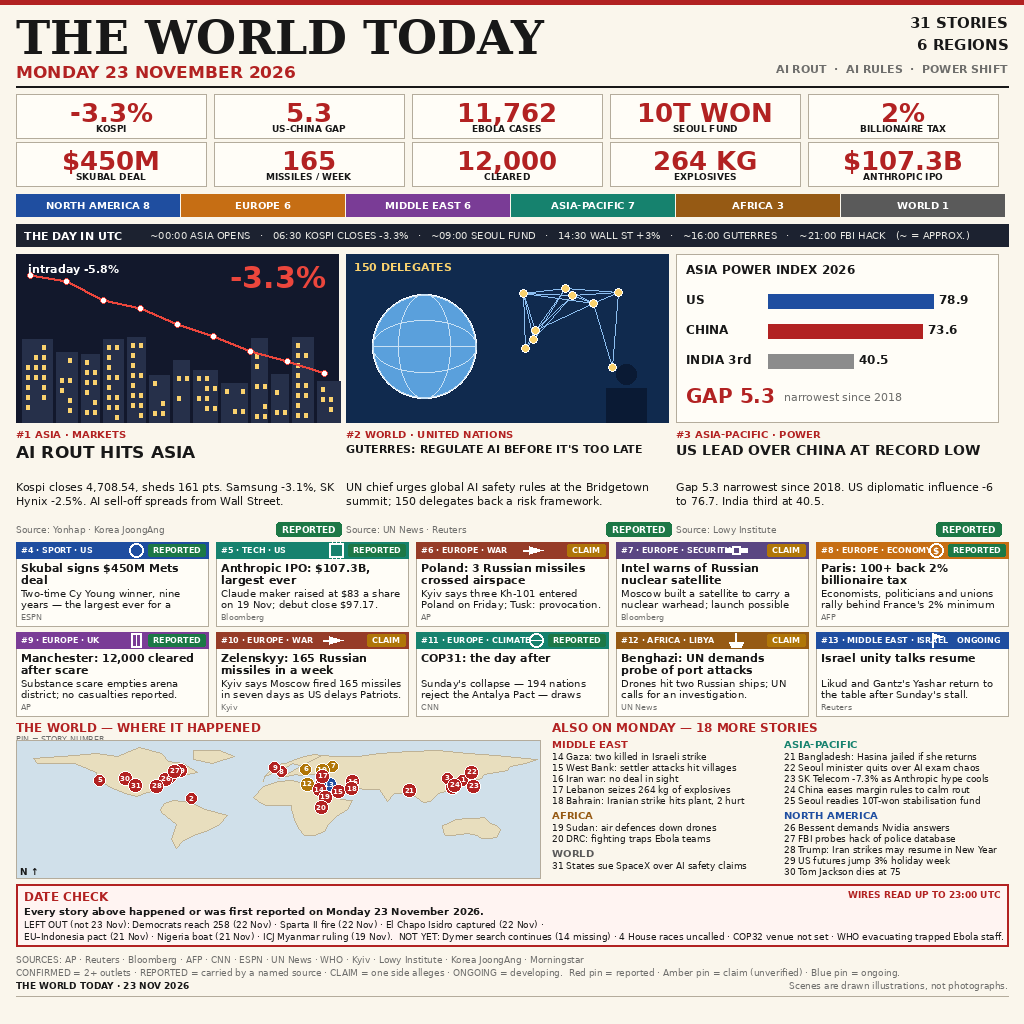 THE WORLD TODAY
31 STORIES
6 REGIONS
MONDAY 23 NOVEMBER 2026
AI ROUT · AI RULES · POWER SHIFT
-3.3%
KOSPI
5.3
US-CHINA GAP
11,762
EBOLA CASES
10T WON
SEOUL FUND
2%
BILLIONAIRE TAX
$450M
SKUBAL DEAL
165
MISSILES / WEEK
12,000
CLEARED
264 KG
EXPLOSIVES
$107.3B
ANTHROPIC IPO
NORTH AMERICA 8
EUROPE 6
MIDDLE EAST 6
ASIA-PACIFIC 7
AFRICA 3
WORLD 1
THE DAY IN UTC ~00:00 ASIA OPENS · 06:30 KOSPI CLOSES -3.3% · ~09:00 SEOUL FUND · 14:30 WALL ST +3% · ~16:00 GUTERRES · ~21:00 FBI HACK (~ = APPROX.)
intraday -5.8%
-3.3%
150 DELEGATES
ASIA POWER INDEX 2026
US 78.9
CHINA 73.6
INDIA 3rd 40.5
GAP 5.3 narrowest since 2018
#1 ASIA · MARKETS
AI ROUT HITS ASIA
Kospi closes 4,708.54, sheds 161 pts. Samsung -3.1%, SK
Hynix -2.5%. AI sell-off spreads from Wall Street.
Source: Yonhap · Korea JoongAng
REPORTED
#2 WORLD · UNITED NATIONS
GUTERRES: REGULATE AI BEFORE IT'S TOO LATE
UN chief urges global AI safety rules at the Bridgetown
summit; 150 delegates back a risk framework.
Source: UN News · Reuters
REPORTED
#3 ASIA-PACIFIC · POWER
US LEAD OVER CHINA AT RECORD LOW
Gap 5.3 narrowest since 2018. US diplomatic influence -6
to 76.7. India third at 40.5.
Source: Lowy Institute
REPORTED
#4 · SPORT · US
REPORTED
Skubal signs $450M Mets
deal
Two-time Cy Young winner, nine
years — the largest ever for a
ESPN
#5 · TECH · US
REPORTED
Anthropic IPO: $107.3B,
largest ever
Claude maker raised at $83 a share
on 19 Nov; debut close $97.17.
Bloomberg
#6 · EUROPE · WAR
CLAIM
Poland: 3 Russian missiles
crossed airspace
Kyiv says three Kh-101 entered
Poland on Friday; Tusk: provocation.
AP
#7 · EUROPE · SECURIT
CLAIM
Intel warns of Russian
nuclear satellite
Moscow built a satellite to carry a
nuclear warhead; launch possible
Bloomberg
#8 · EUROPE · ECONOMY
$
REPORTED
Paris: 100+ back 2%
billionaire tax
Economists, politicians and unions
rally behind France's 2% minimum
AFP
#9 · EUROPE · UK
REPORTED
Manchester: 12,000 cleared
after scare
Substance scare empties arena
district; no casualties reported.
AP
#10 · EUROPE · WAR
CLAIM
Zelenskyy: 165 Russian
missiles in a week
Kyiv says Moscow fired 165 missiles
in seven days as US delays Patriots.
Kyiv
#11 · EUROPE · CLIMATE
REPORTED
COP31: the day after
Sunday's collapse — 194 nations
reject the Antalya Pact — draws
CNN
#12 · AFRICA · LIBYA
CLAIM
Benghazi: UN demands
probe of port attacks
Drones hit two Russian ships; UN
calls for an investigation.
UN News
#13 · MIDDLE EAST · ISRAEL
ONGOING
Israel unity talks resume
Likud and Gantz's Yashar return to
the table after Sunday's stall.
Reuters
THE WORLD — WHERE IT HAPPENED
PIN = STORY NUMBER
5
30
31
28
27
2
9
8
6
7
12
17
14
19
15
18
20
21
3
24
22
23
N ↑
ALSO ON MONDAY — 18 MORE STORIES
MIDDLE EAST
14 Gaza: two killed in Israeli strike
15 West Bank: settler attacks hit villages
16 Iran war: no deal in sight
17 Lebanon seizes 264 kg of explosives
18 Bahrain: Iranian strike hits plant, 2 hurt
AFRICA
19 Sudan: air defences down drones
20 DRC: fighting traps Ebola teams
WORLD
31 States sue SpaceX over AI safety claims
ASIA-PACIFIC
21 Bangladesh: Hasina jailed if she returns
22 Seoul minister quits over AI exam chaos
23 SK Telecom -7.3% as Anthropic hype cools
24 China eases margin rules to calm rout
25 Seoul readies 10T-won stabilisation fund
NORTH AMERICA
26 Bessent demands Nvidia answers
27 FBI probes hack of police database
28 Trump: Iran strikes may resume in New Year
29 US futures jump 3% holiday week
30 Tom Jackson dies at 75
DATE CHECK
WIRES READ UP TO 23:00 UTC
Every story above happened or was first reported on Monday 23 November 2026.
LEFT OUT (not 23 Nov): Democrats reach 258 (22 Nov) · Sparta II fire (22 Nov) · El Chapo Isidro captured (22 Nov) ·
EU–Indonesia pact (21 Nov) · Nigeria boat (21 Nov) · ICJ Myanmar ruling (19 Nov). NOT YET: Dymer search continues (14 missing) · 4 House races uncalled · COP32 venue not set · WHO evacuating trapped Ebola staff.
SOURCES: AP · Reuters · Bloomberg · AFP · CNN · ESPN · UN News · WHO · Kyiv · Lowy Institute · Korea JoongAng · Morningstar
CONFIRMED = 2+ outlets · REPORTED = carried by a named source · CLAIM = one side alleges · ONGOING = developing. Red pin = reported · Amber pin = claim (unverified) · Blue pin = ongoing.
THE WORLD TODAY · 23 NOV 2026
Scenes are drawn illustrations, not photographs.